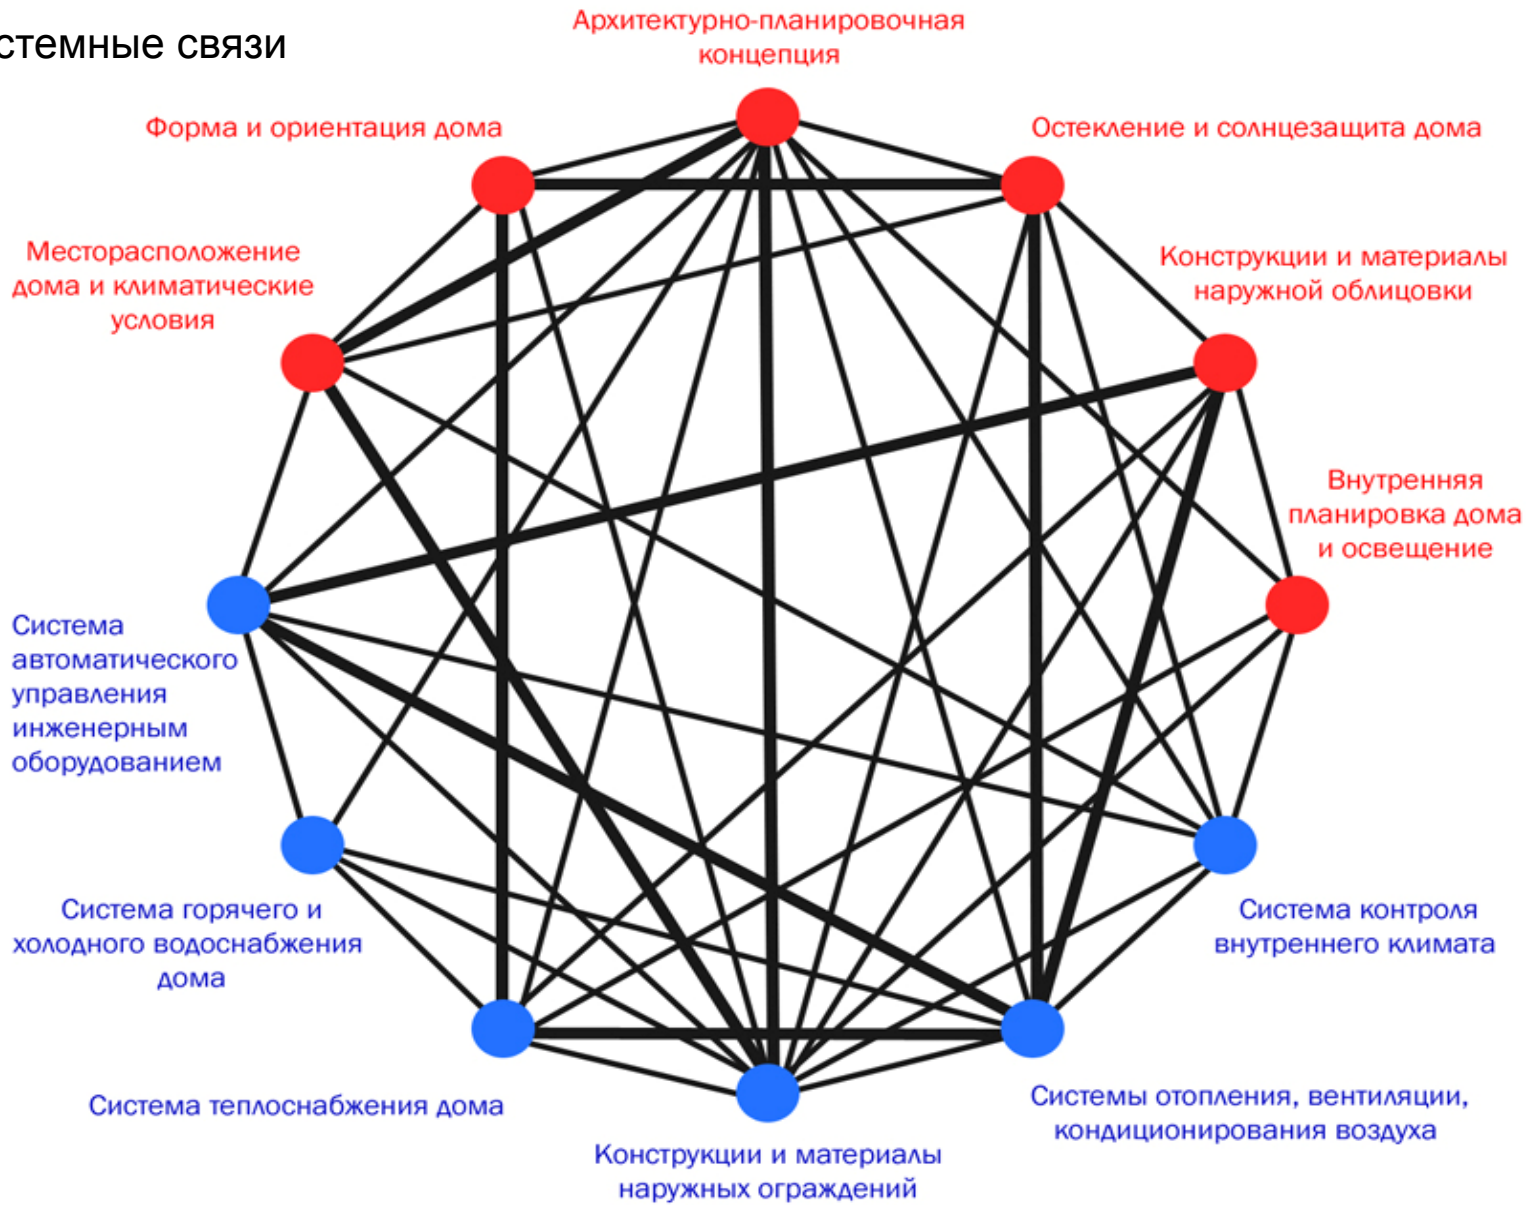 стемные связи
Архитектурно-планировочная
концепция
Форма и ориентация дома
Остекление и солнцезащита дома
Месторасположение
дома и климатические
условия
Конструкции и материалы
наружной облицовки
Внутренняя
планировка дома
и освещение
Система
автоматического
управления
инженерным
оборудованием
Система горячего и
холодного водоснабжения
дома
Система контроля
внутреннего климата
Система теплоснабжения дома
Системы отопления, вентиляции,
кондиционирования воздуха
Конструкции и материалы
наружных ограждений